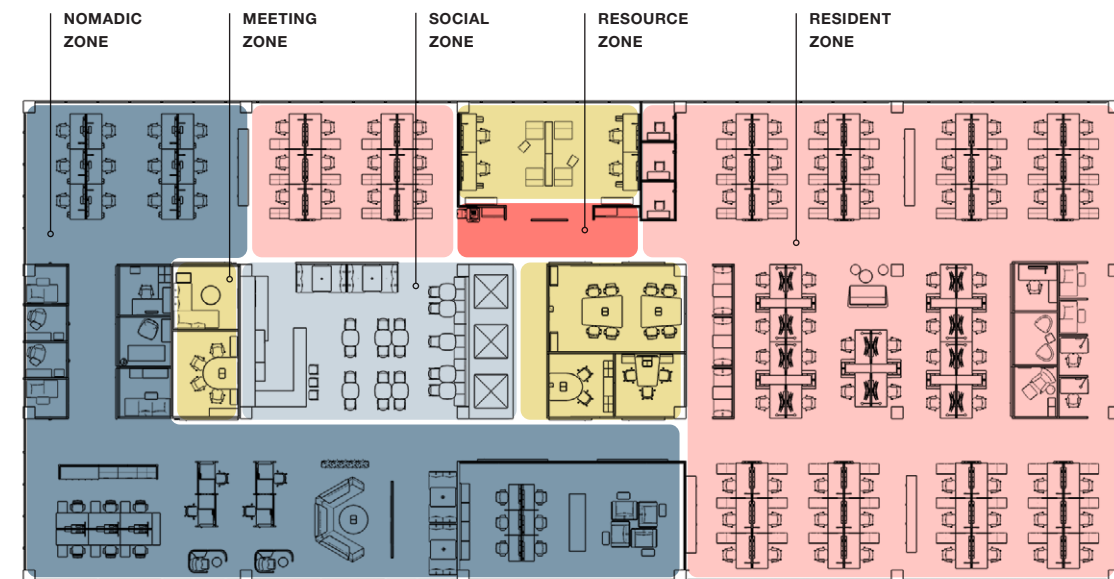 NOMADIC
ZONE
MEETING
ZONE
SOCIAL
ZONE
RESOURCE
ZONE
RESIDENT
ZONE